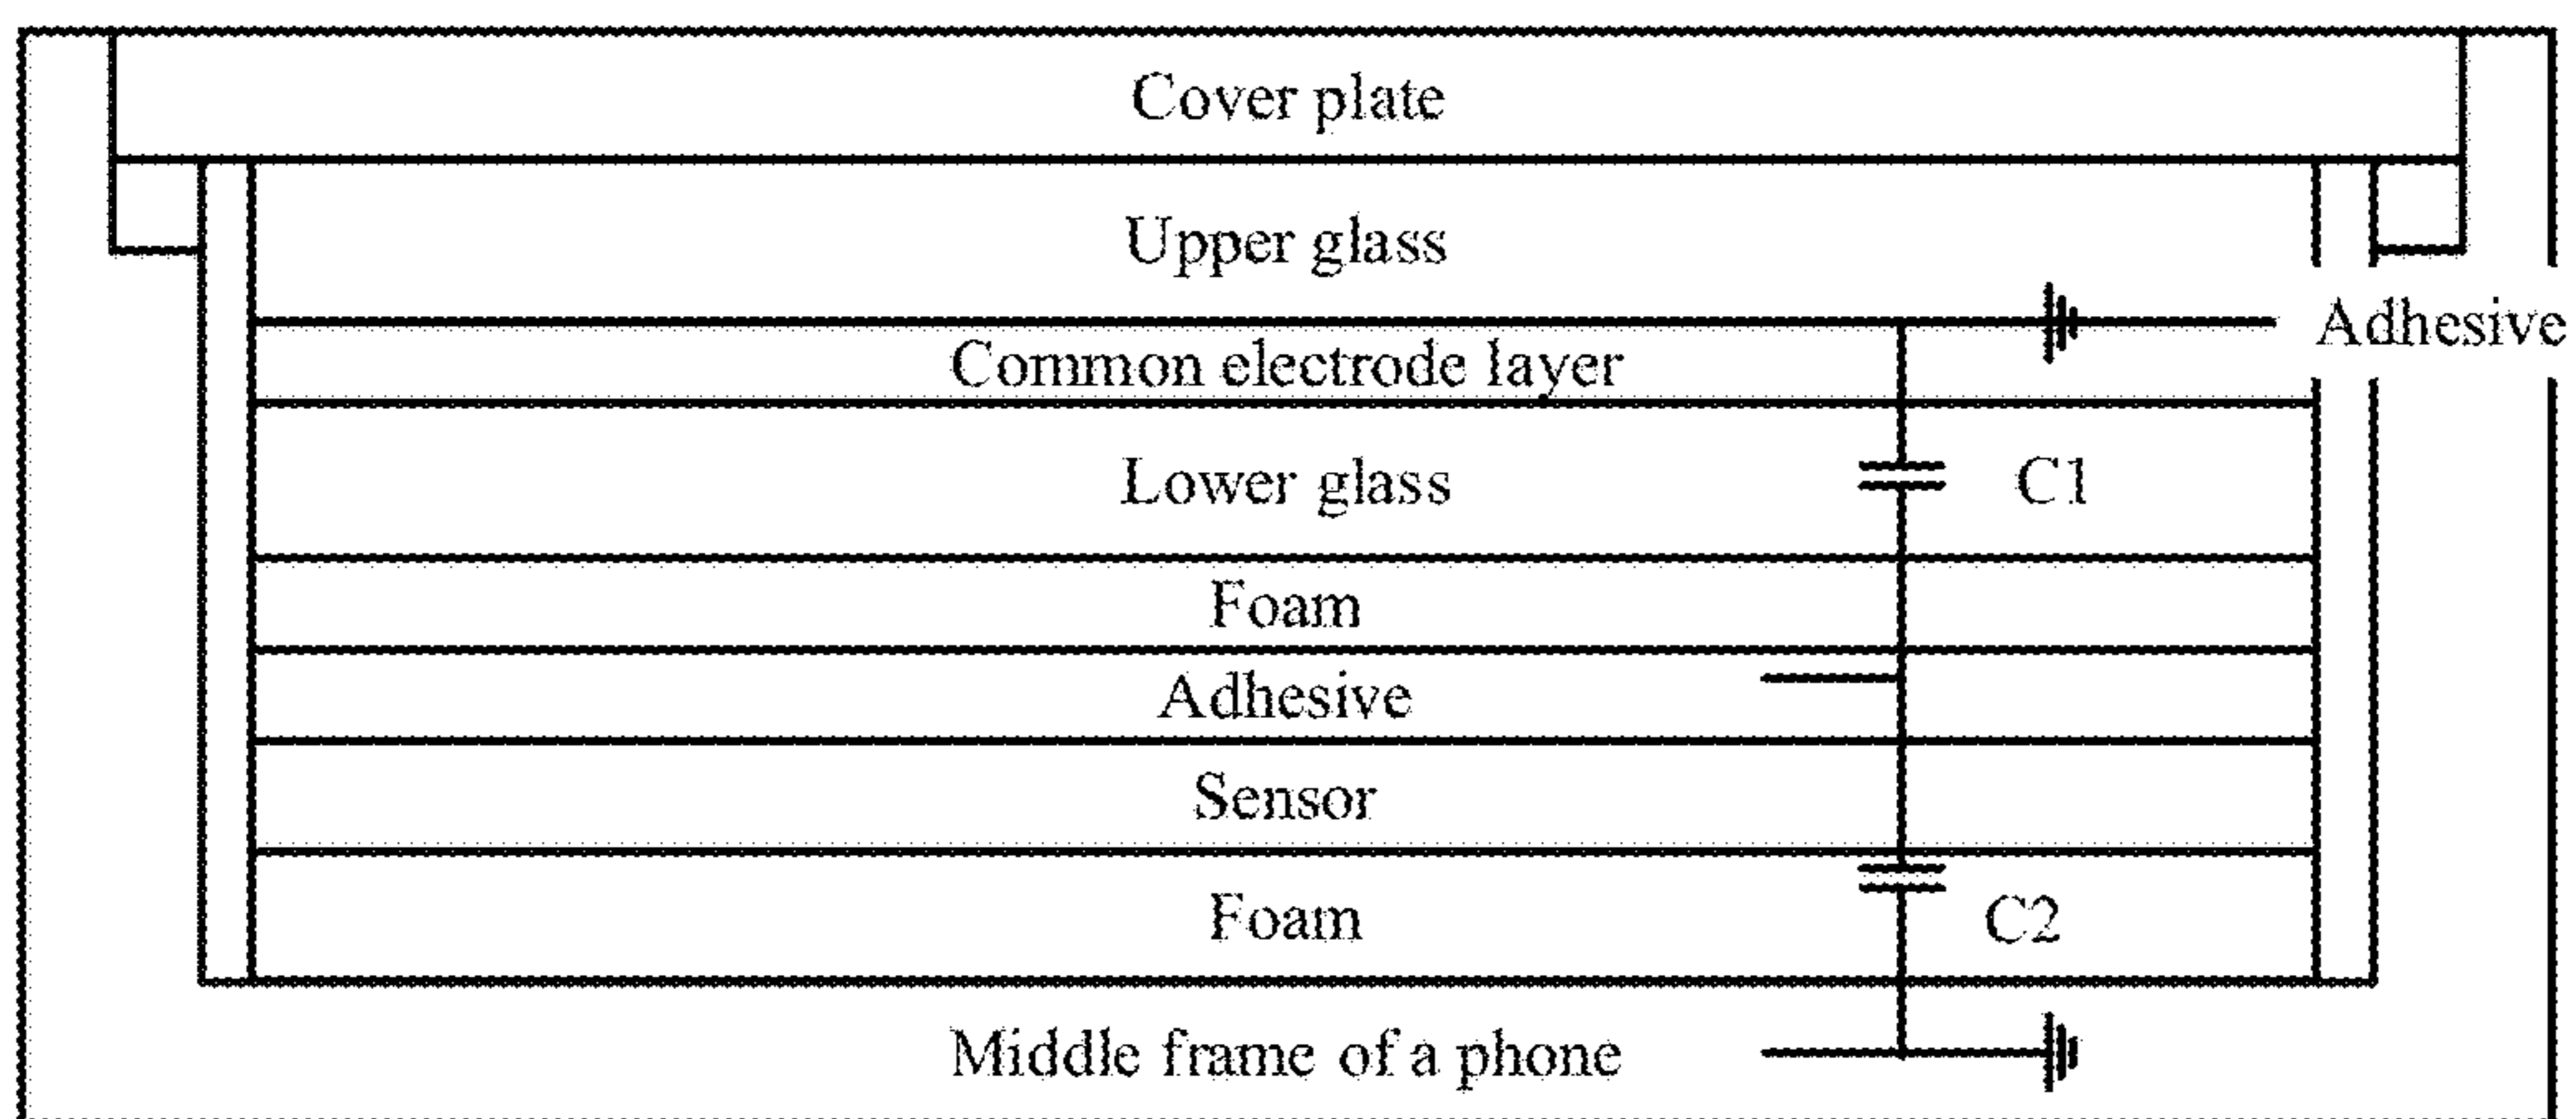 Cover plate
Upper glass
Adhesive
Common electrode layer
Lower glass
C1
Foam
Adhesive
Sensor
Foam
C2
Middle frame of a phone